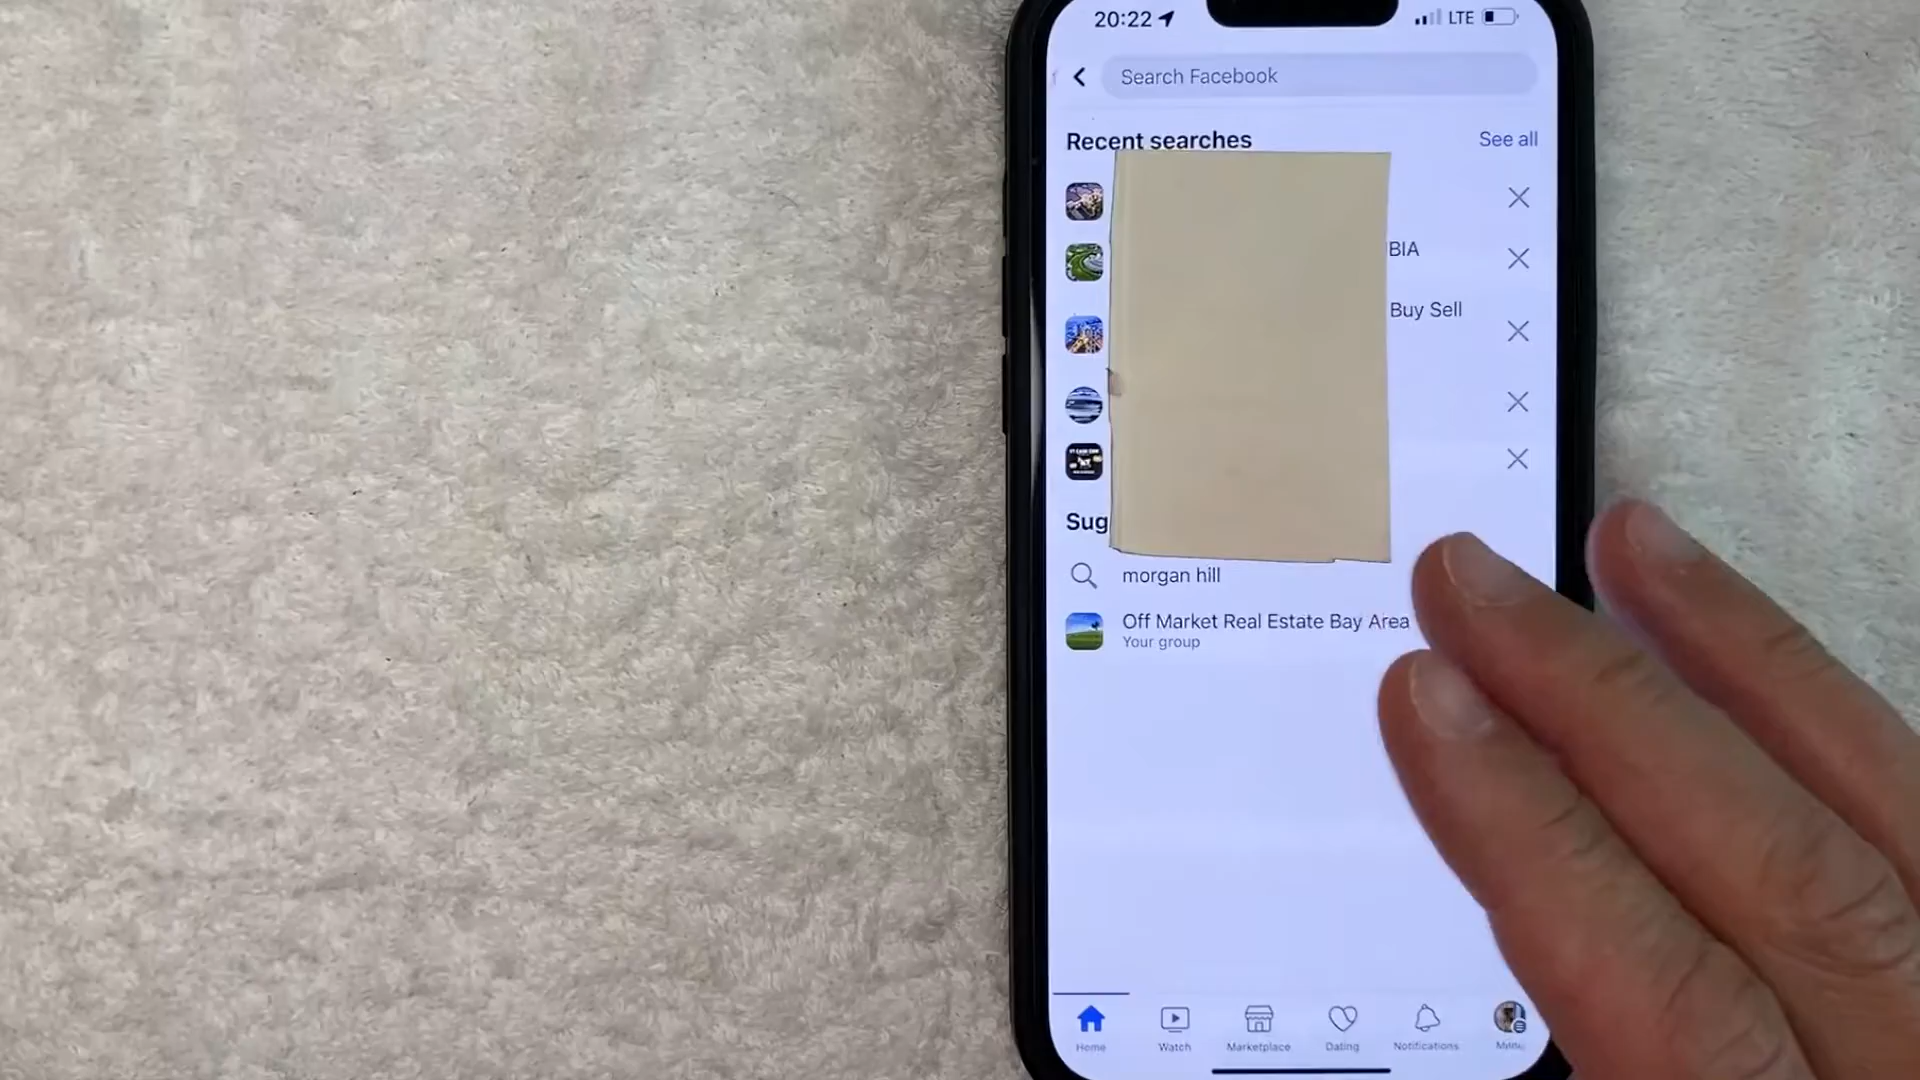 20:22
LTE
Search Facebook
Recent searches
See all
BIA
Buy Sell
Sug
morgan hill
Off Market Real Estate Bay Area
Your group
Home
Watch
Marketplace
Dating
Notifications
Menu